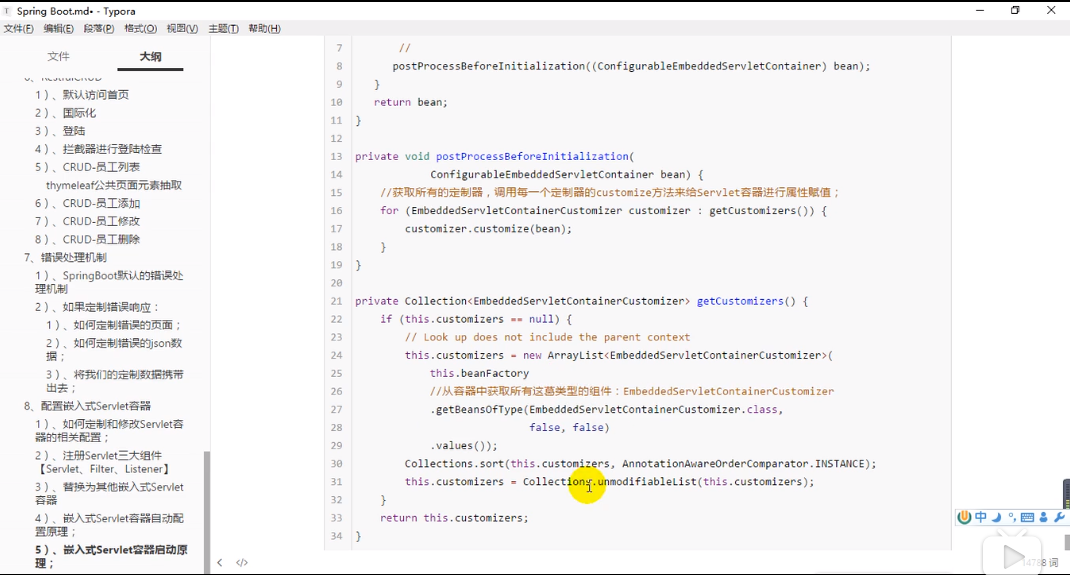 Spring Boot.md• - Typora
文件(F) 编辑(E) 段落(P) 格式(O) 视图(V) 主题(T) 帮助(H)
文件 大纲
6、RestfulCRUD
1）、默认访问首页
2）、国际化
3）、登陆
4）、拦截器进行登陆检查
5）、CRUD-员工列表
thymeleaf公共页面元素抽取
6）、CRUD-员工添加
7）、CRUD-员工修改
8）、CRUD-员工删除
7、错误处理机制
1）、SpringBoot默认的错误处
理机制
2）、如果定制错误响应：
1）、如何定制错误的页面；
2）、如何定制错误的json数
据；
3）、将我们的定制数据携带
出去；
8、配置嵌入式Servlet容器
1）、如何定制和修改Servlet容
器的相关配置；
2）、注册Servlet三大组件
【Servlet、Filter、Listener】
3）、替换为其他嵌入式Servlet
容器
4）、嵌入式Servlet容器自动配
置原理；
5）、嵌入式Servlet容器启动原
理；
7 //
8 postProcessBeforeInitialization((ConfigurableEmbeddedServletContainer) bean);
9 }
10 return bean;
11 }
12
13 private void postProcessBeforeInitialization(
14 ConfigurableEmbeddedServletContainer bean) {
15 //获取所有的定制器，调用每一个定制器的customize方法来给Servlet容器进行属性赋值；
16 for (EmbeddedServletContainerCustomizer customizer : getCustomizers()) {
17 customizer.customize(bean);
18 }
19 }
20
21 private Collection<EmbeddedServletContainerCustomizer> getCustomizers() {
22 if (this.customizers == null) {
23 // Look up does not include the parent context
24 this.customizers = new ArrayList<EmbeddedServletContainerCustomizer>(
25 this.beanFactory
26 //从容器中获取所有这葛类型的组件：EmbeddedServletContainerCustomizer
27 .getBeansOfType(EmbeddedServletContainerCustomizer.class,
28 false, false)
29 .values());
30 Collections.sort(this.customizers, AnnotationAwareOrderComparator.INSTANCE);
31 this.customizers = Collections.unmodifiableList(this.customizers);
32 }
33 return this.customizers;
34 }
中
14788 词